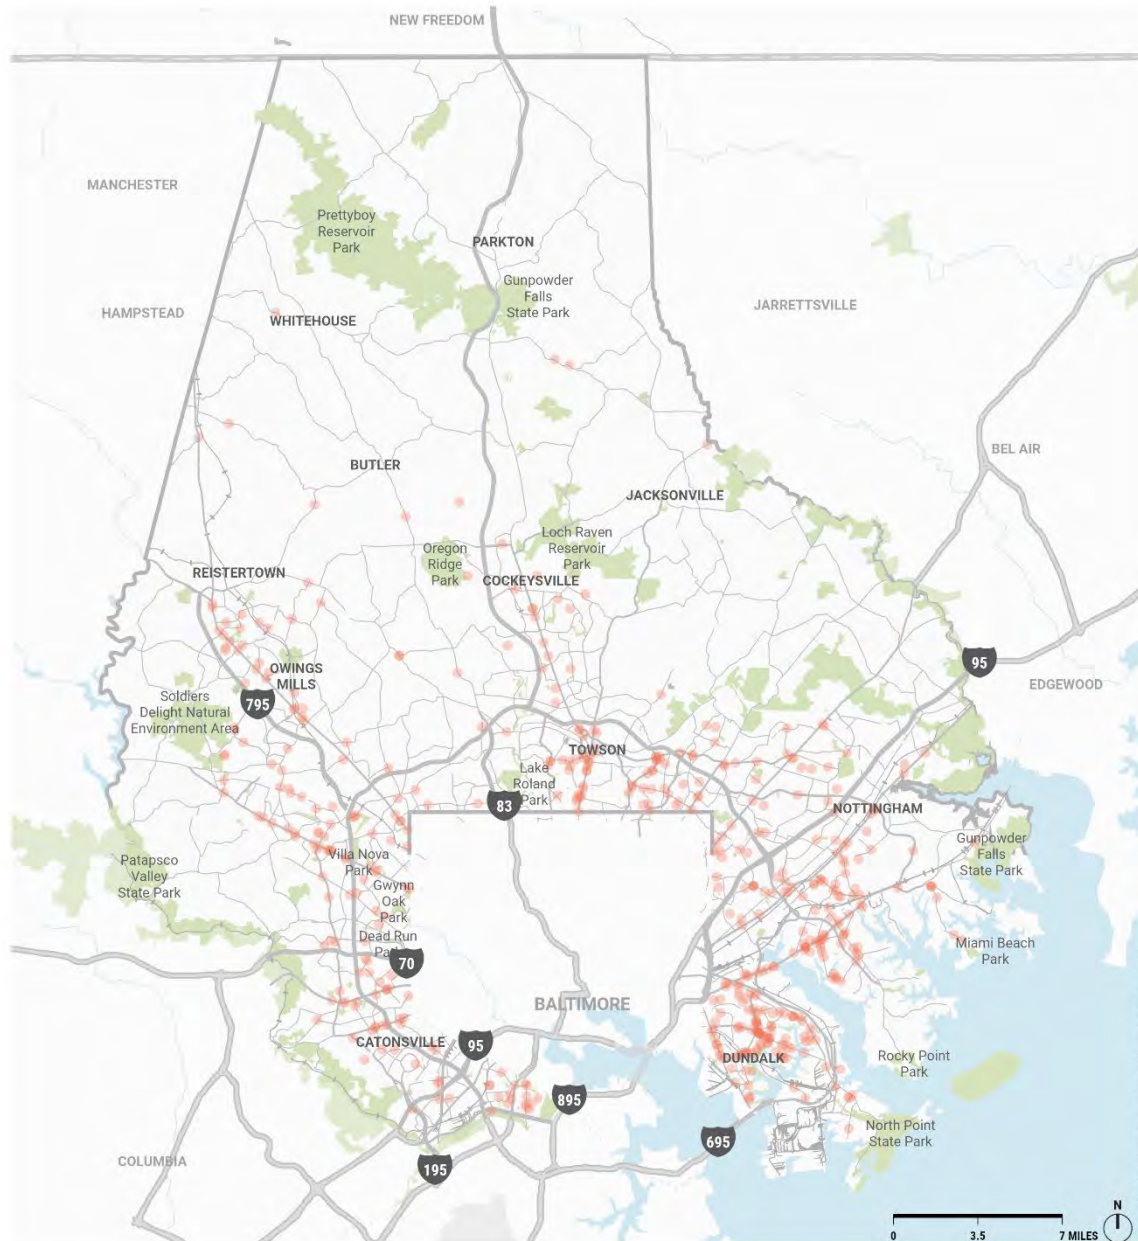 NEW FREEDOM
MANCHESTER
Prettyboy
Reservoir
Park
PARKTON
Gunpowder
Falls
State Park
HAMPSTEAD
WHITEHOUSE
JARRETTSVILLE
BEL AIR
BUTLER
JACKSONVILLE
Oregon
Ridge
Park
Loch Raven
Reservoir
Park
REISTERTOWN
COCKEYSVILLE
OWINGS
MILLS
95
EDGEWOOD
Soldiers
Delight Natural
Environment Area
795
TOWSON
Lake
Roland
Park
83
NOTTINGHAM
Gunpowder
Falls
State Park
Patapsco
Valley
State Park
Villa Nova
Park
Gwynn
Oak
Park
Dead Run
Park
70
Miami Beach
Park
BALTIMORE
CATONSVILLE
95
DUNDALK
Rocky Point
Park
895
North Point
State Park
695
COLUMBIA
195
N
0 3.5 7 MILES